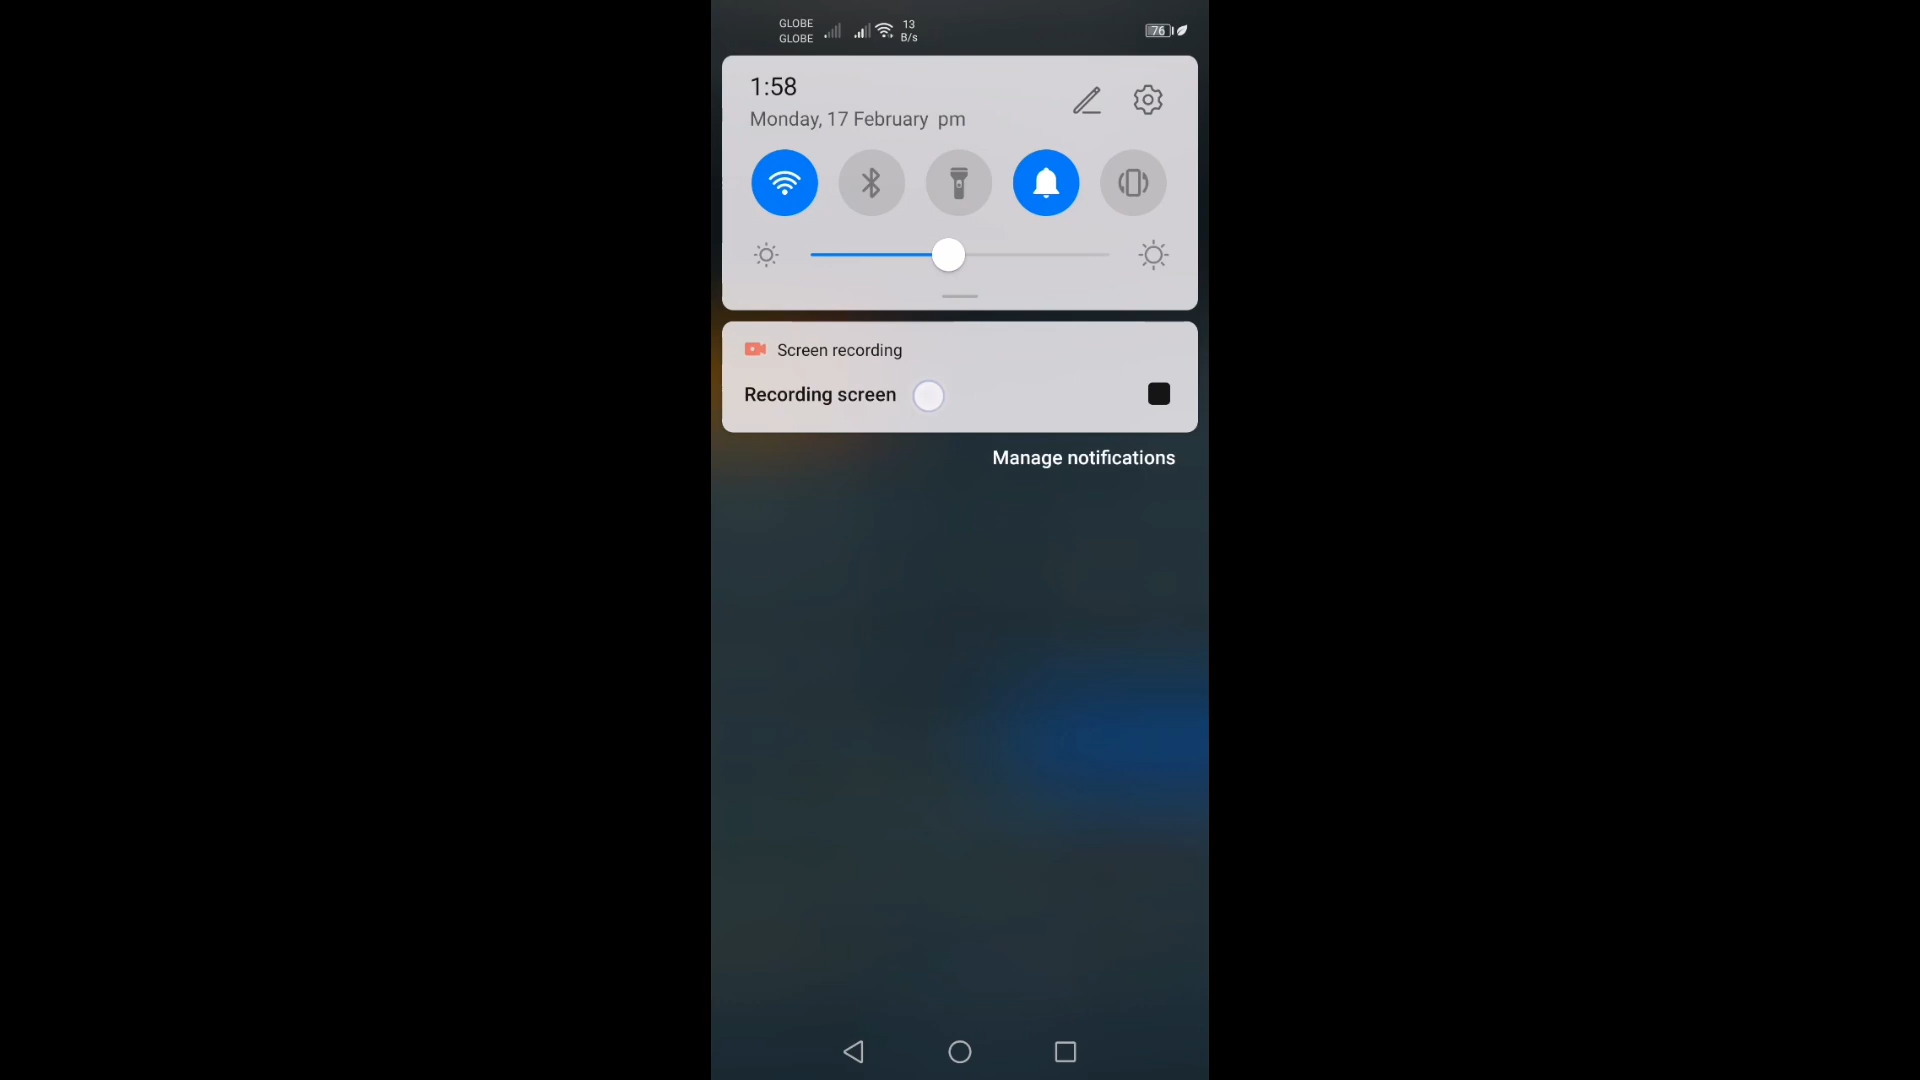 GLOBE
GLOBE
13
B/s
76
1:58
Monday, 17 February pm
Screen recording
Recording screen
Manage notifications